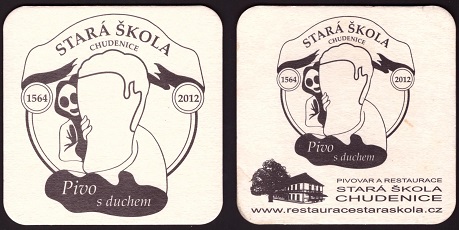 STARÁ ŠKOLA
CHUDENICE
1564
2012
Pivo
s duchem
STARÁ ŠKOLA
CHUDENICE
1564
2012
Pivo
s duchem
PIVOVAR A RESTAURACE
STARÁ ŠKOLA
CHUDENICE
www.restauracestaraskola.cz